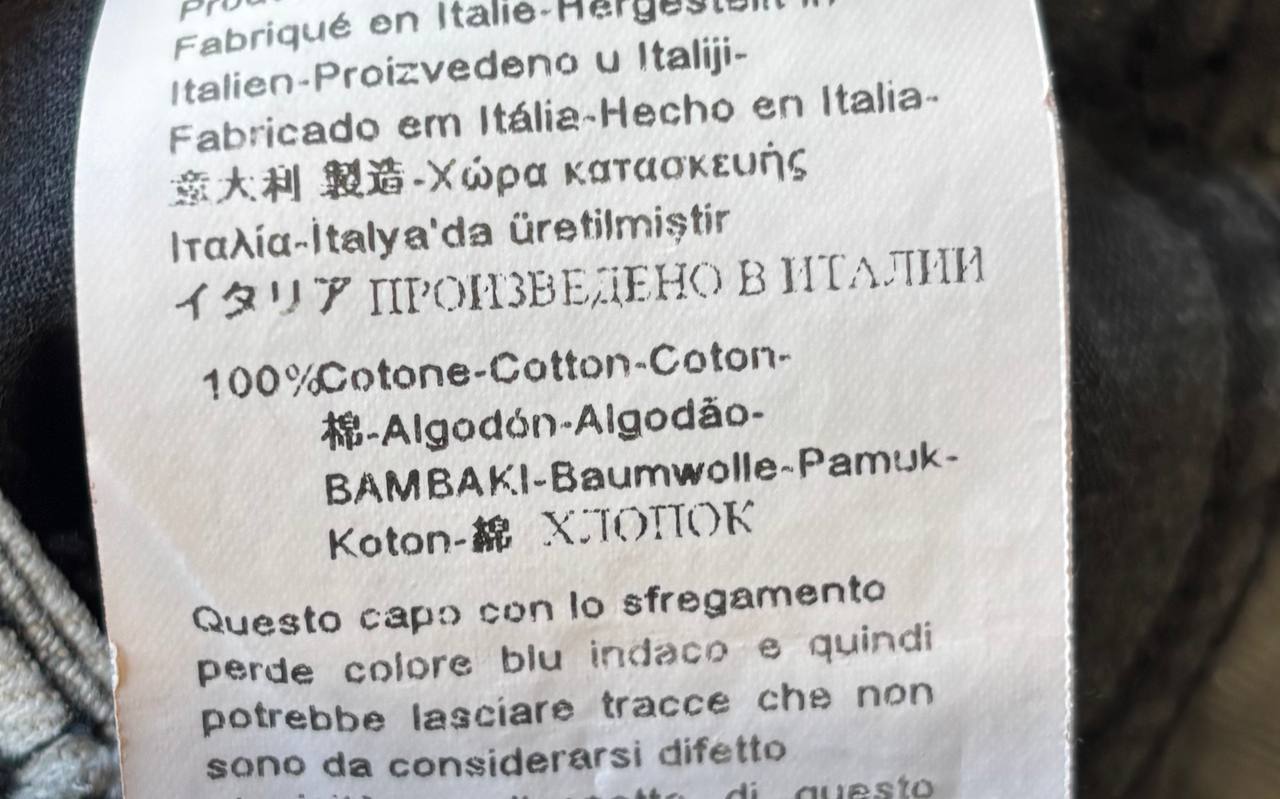 Fabriqué en Italie-Hergestellt in
Italien-Proizvedeno u Italiji-
Fabricado em Itália-Hecho en Italia-
意大利 製造-Χώρα κατασκευής
Ιταλία-İtalya'da üretilmiştir
イタリア ПРОИЗВЕДЕНО В ИТАЛИИ
100%Cotone-Cotton-Coton-
棉-Algodón-Algodão-
BAMBAKI-Baumwolle-Pamuk-
Koton-綿 ХЛОПОК
Questo capo con lo sfregamento
perde colore blu indaco e quindi
potrebbe lasciare tracce che non
sono da considerarsi difetto
di questo